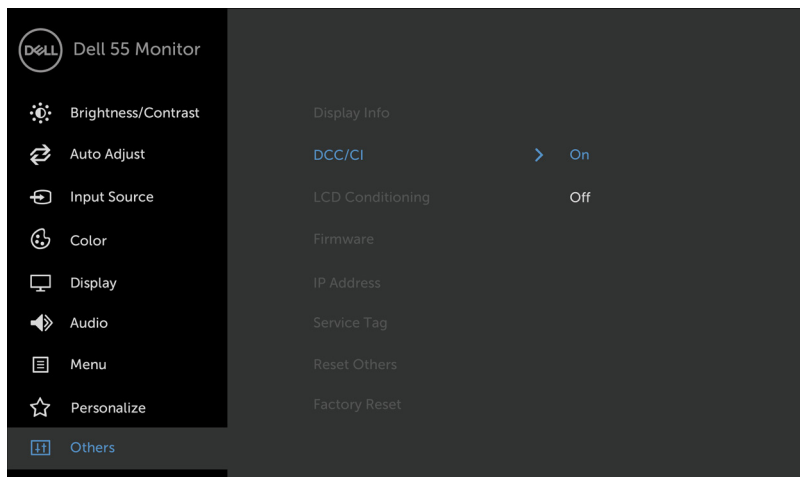 DELL
Dell 55 Monitor
Brightness/Contrast
Auto Adjust
Input Source
Color
Display
Audio
Menu
Personalize
Others
Display Info
DCC/CI
On
LCD Conditioning
Off
Firmware
IP Address
Service Tag
Reset Others
Factory Reset